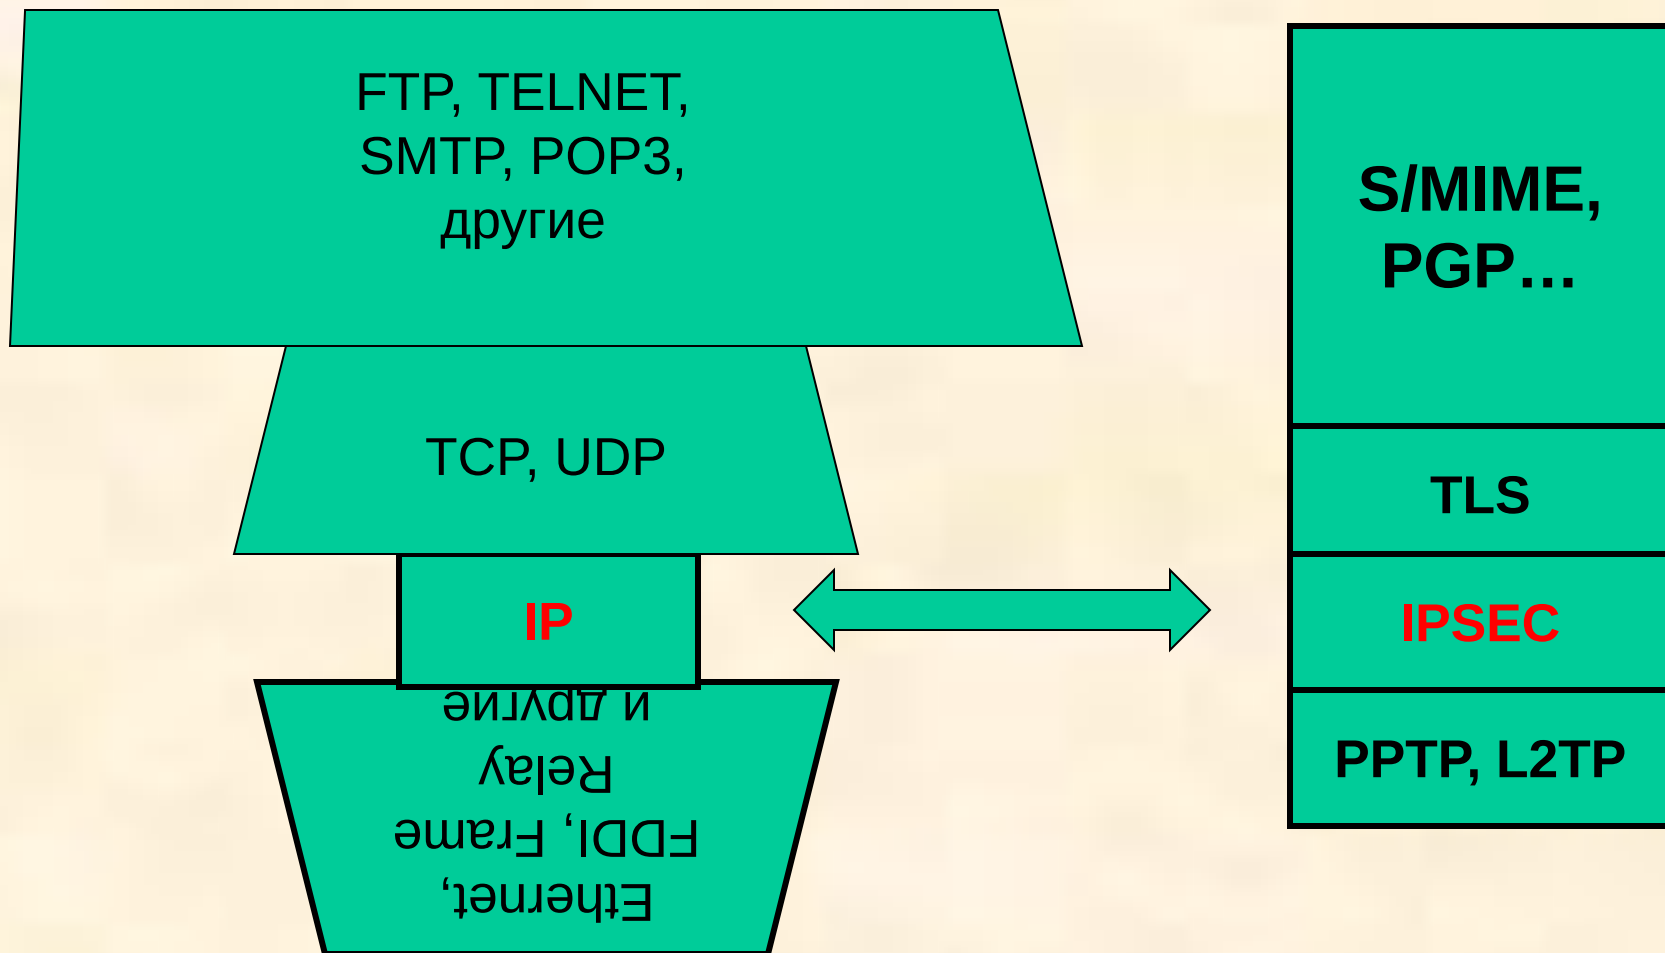 FTP, TELNET,
SMTP, POP3,
другие
TCP, UDP
IP
Ethernet,
FDDI, Frame
Relay
и другие
S/MIME,
PGP…
TLS
IPSEC
PPTP, L2TP